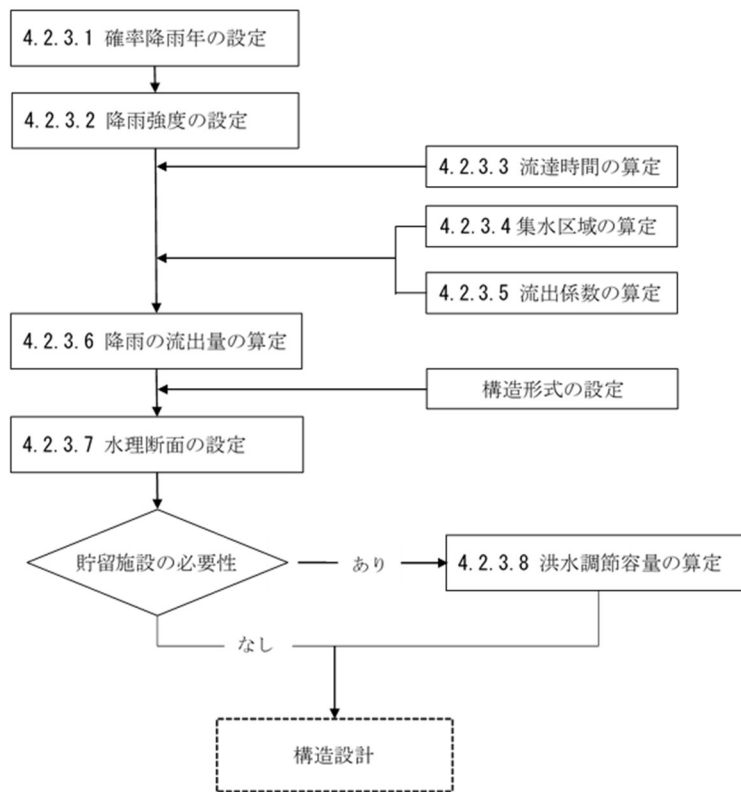 4.2.3.1 確率降雨年の設定
4.2.3.2 降雨強度の設定
4.2.3.3 流達時間の算定
4.2.3.4 集水区域の算定
4.2.3.5 流出係数の算定
4.2.3.6 降雨の流出量の算定
構造形式の設定
4.2.3.7 水理断面の設定
貯留施設の必要性
あり
4.2.3.8 洪水調節容量の算定
なし
構造設計